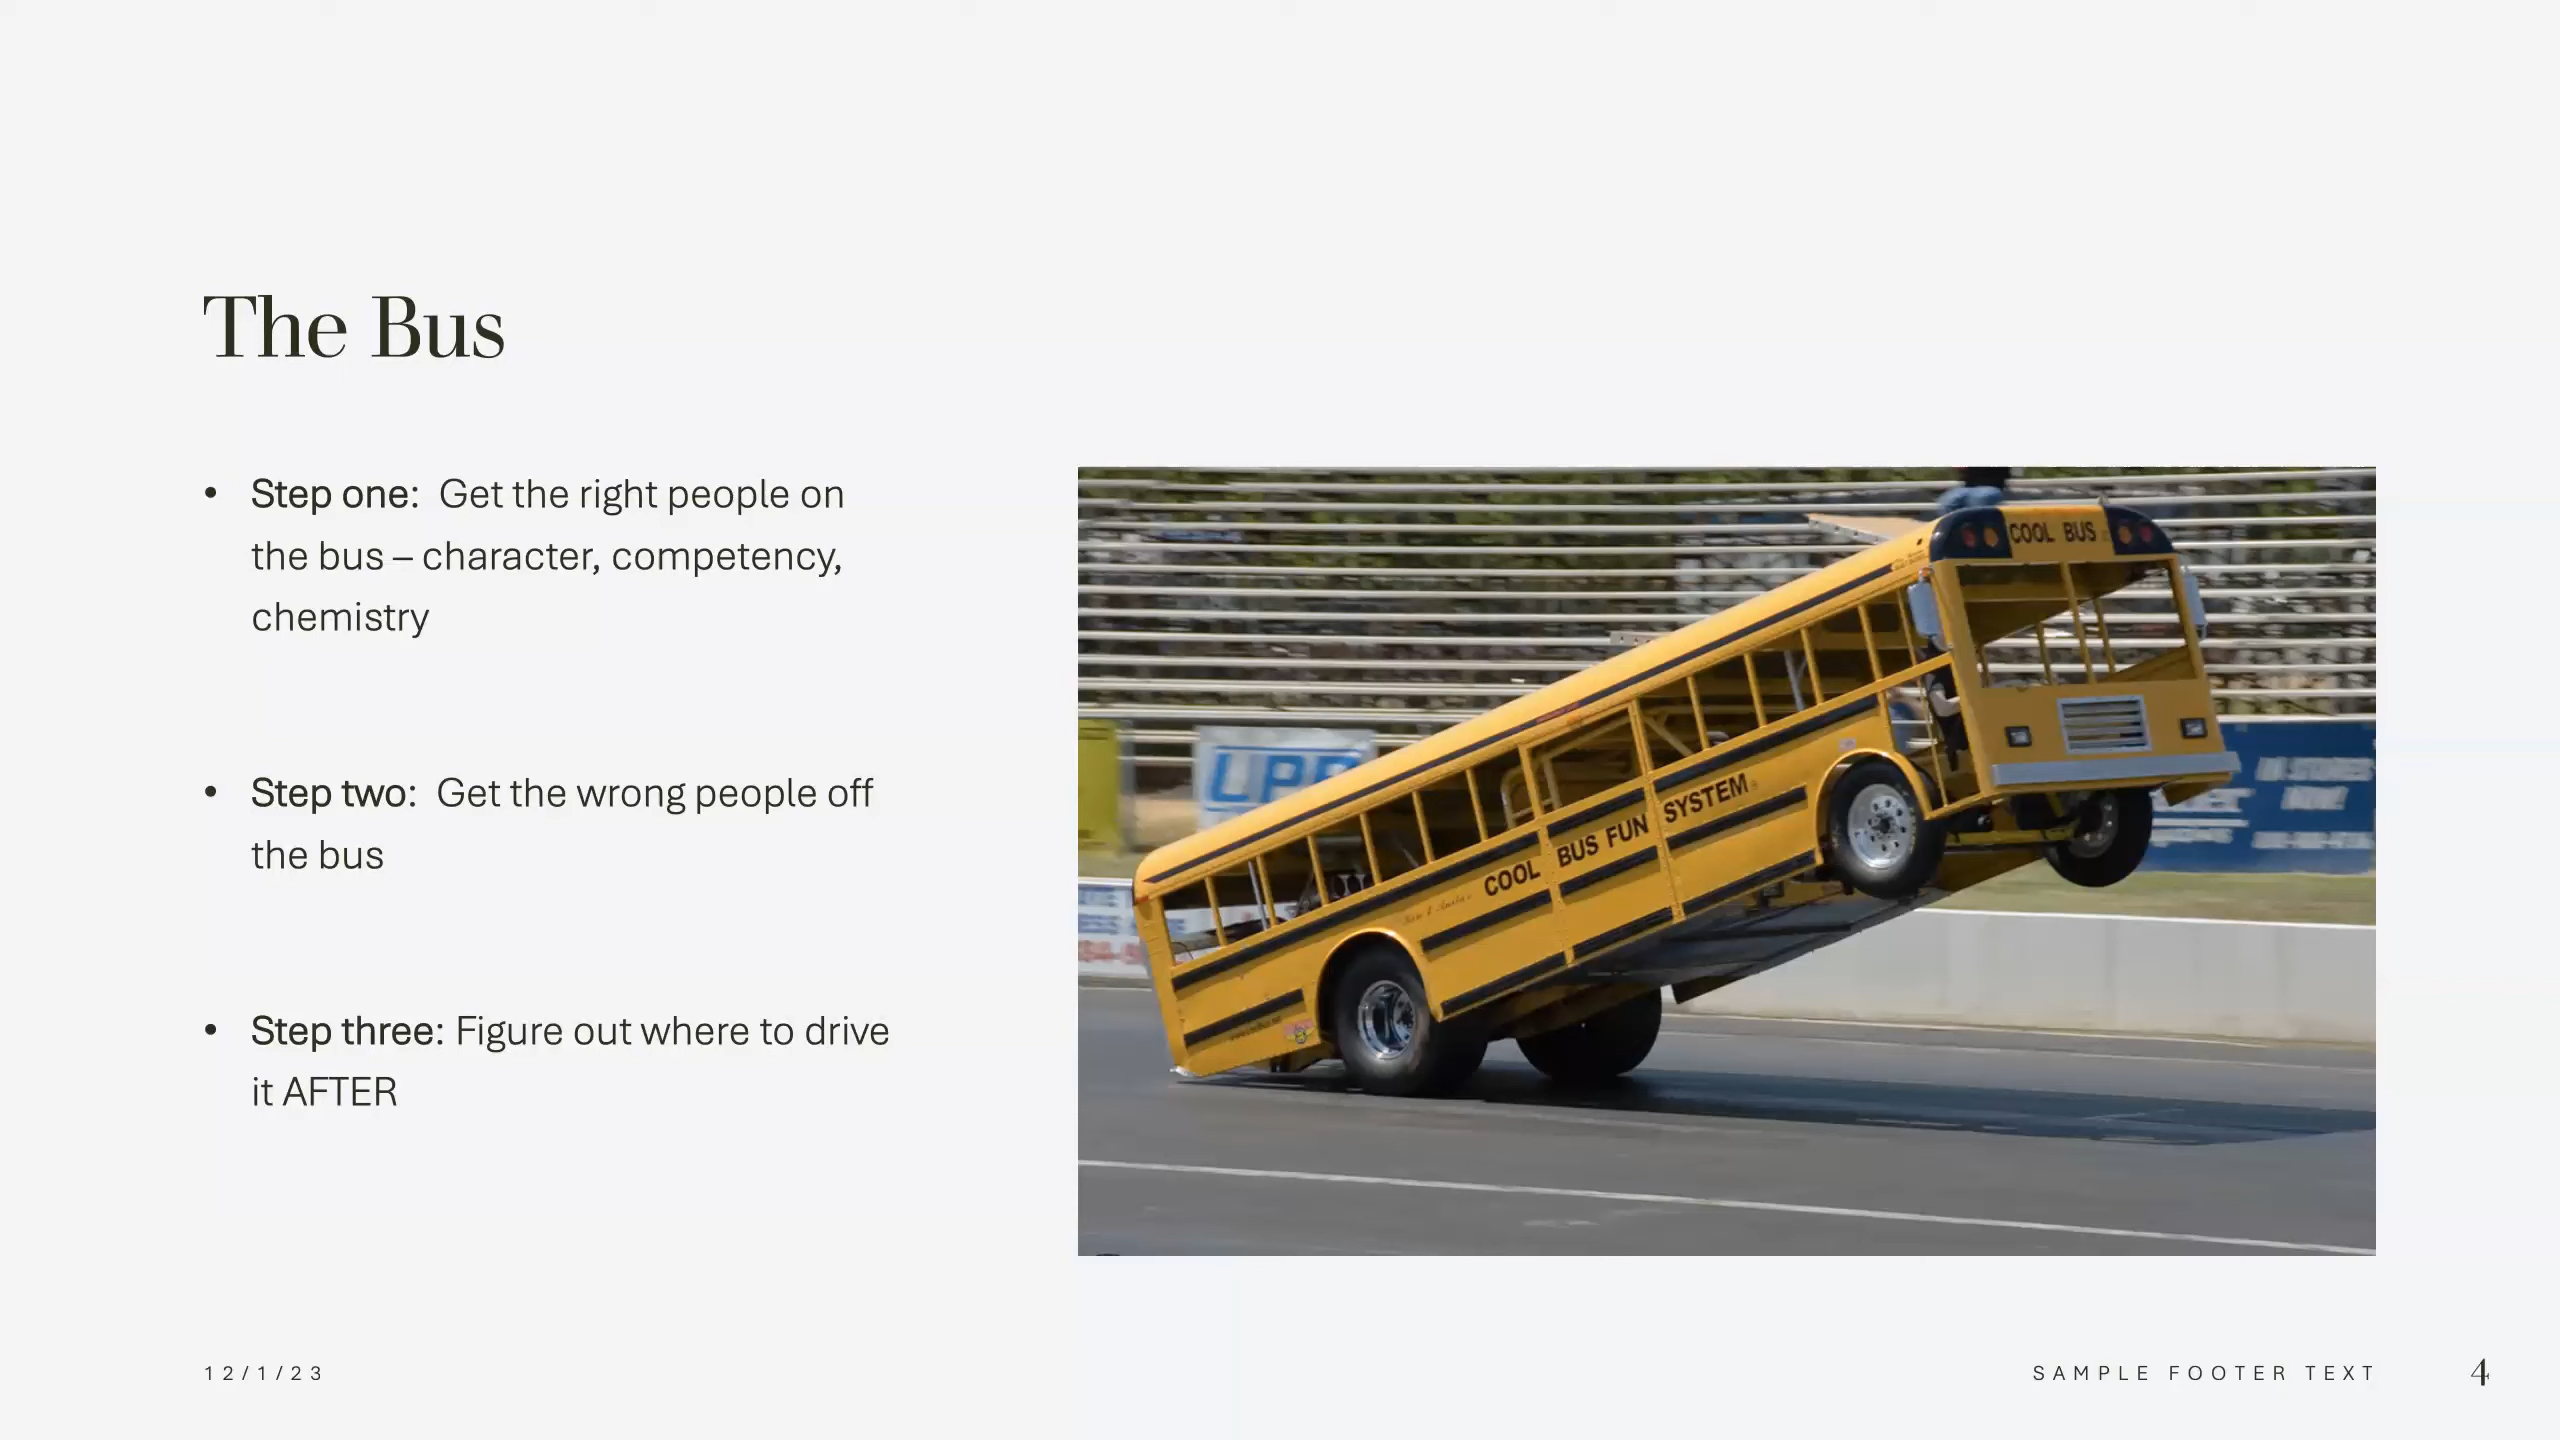 The Bus
• Step one:  Get the right people on
the bus – character, competency,
chemistry
• Step two:  Get the wrong people off
the bus
• Step three: Figure out where to drive
it AFTER
COOL BUS
LPR
COOL BUS FUN SYSTEM
12/1/23
SAMPLE FOOTER TEXT
4